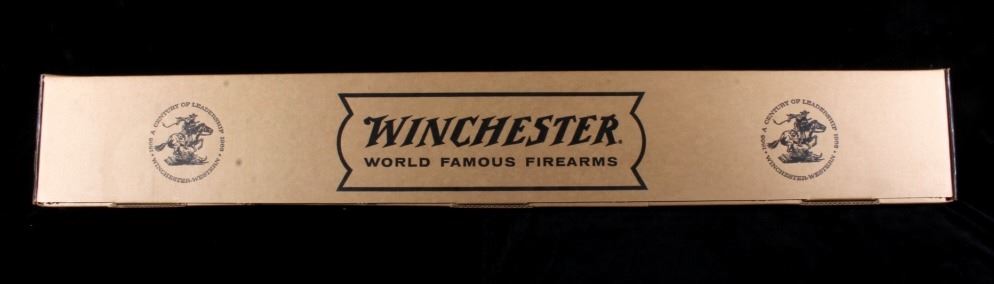 1866 A CENTURY OF LEADERSHIP 1966
• WINCHESTER-WESTERN •
WINCHESTER.
WORLD FAMOUS FIREARMS
1866 A CENTURY OF LEADERSHIP 1966
• WINCHESTER-WESTERN •